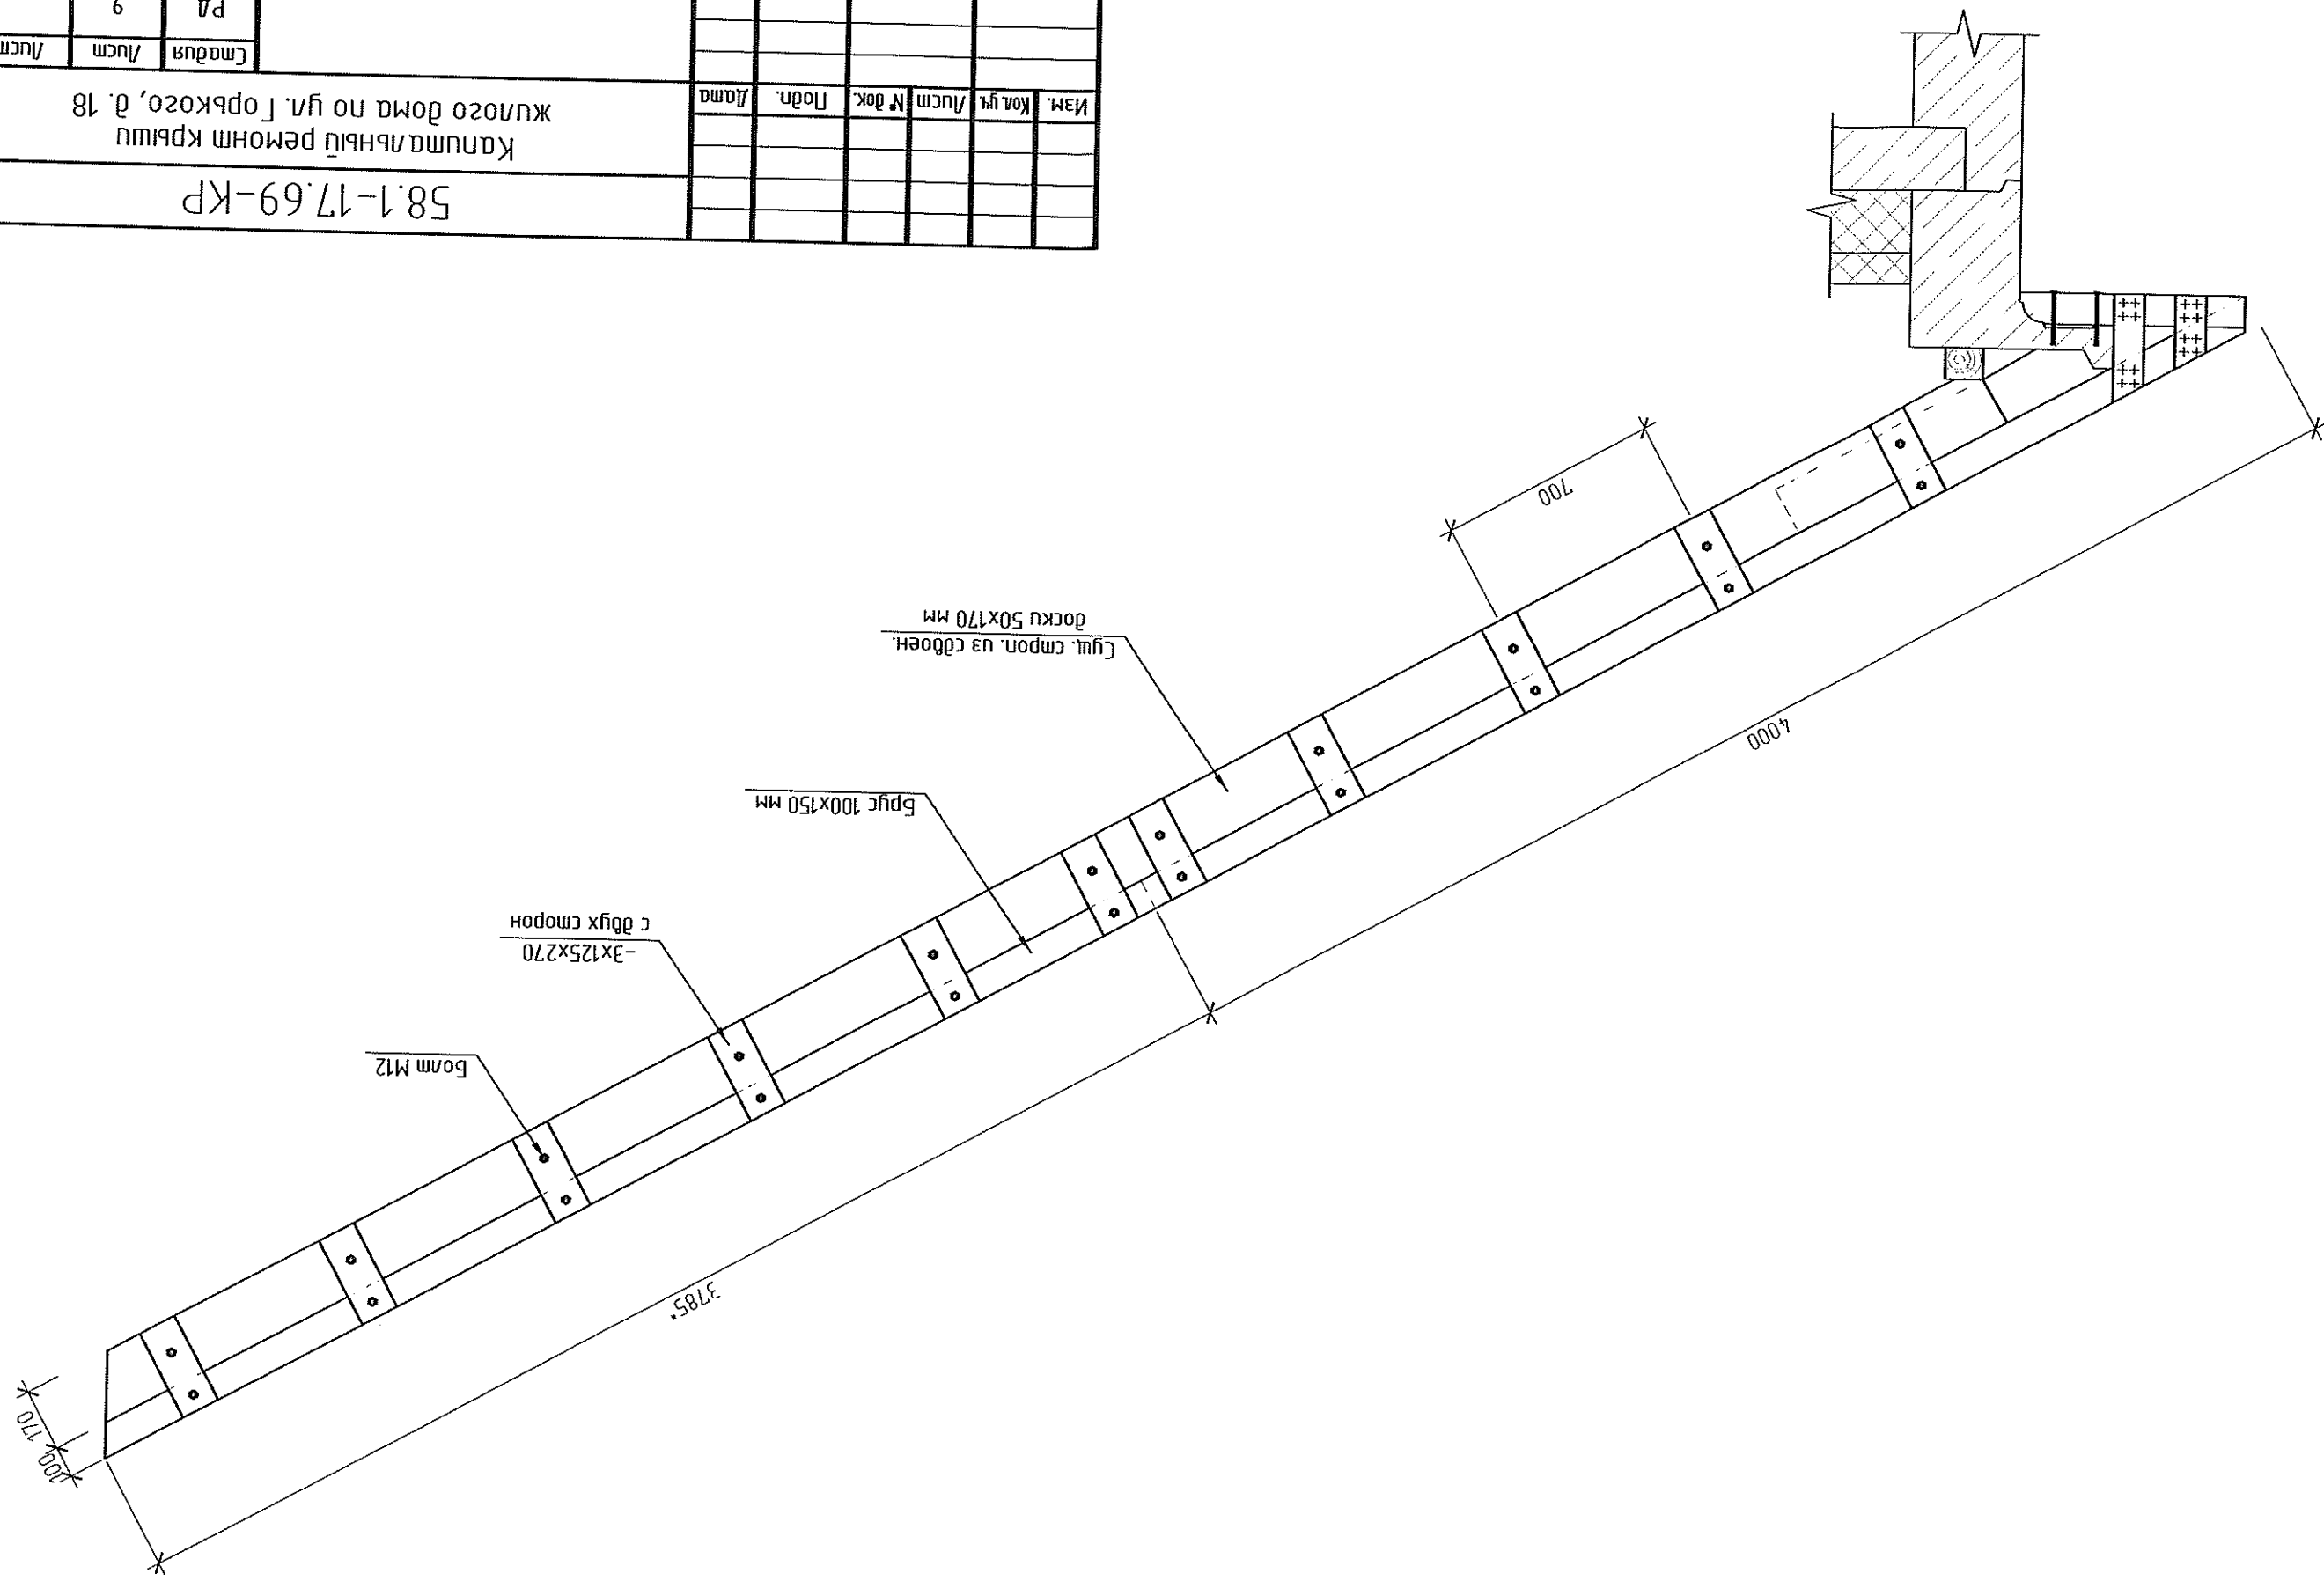 100
170
3785*
Болт М12
-3х125х270
с двух сторон
Брус 100х150 мм
4000
Сущ. строп. из сдвоен.
доски 50х170 мм
700
58.1-17.69-КР
Капитальный ремонт крыши
жилого дома по ул. Горького, д. 18
Изм.
Кол.уч.
Лист
№ док.
Подп.
Дата
Стадия
Лист
РД
9